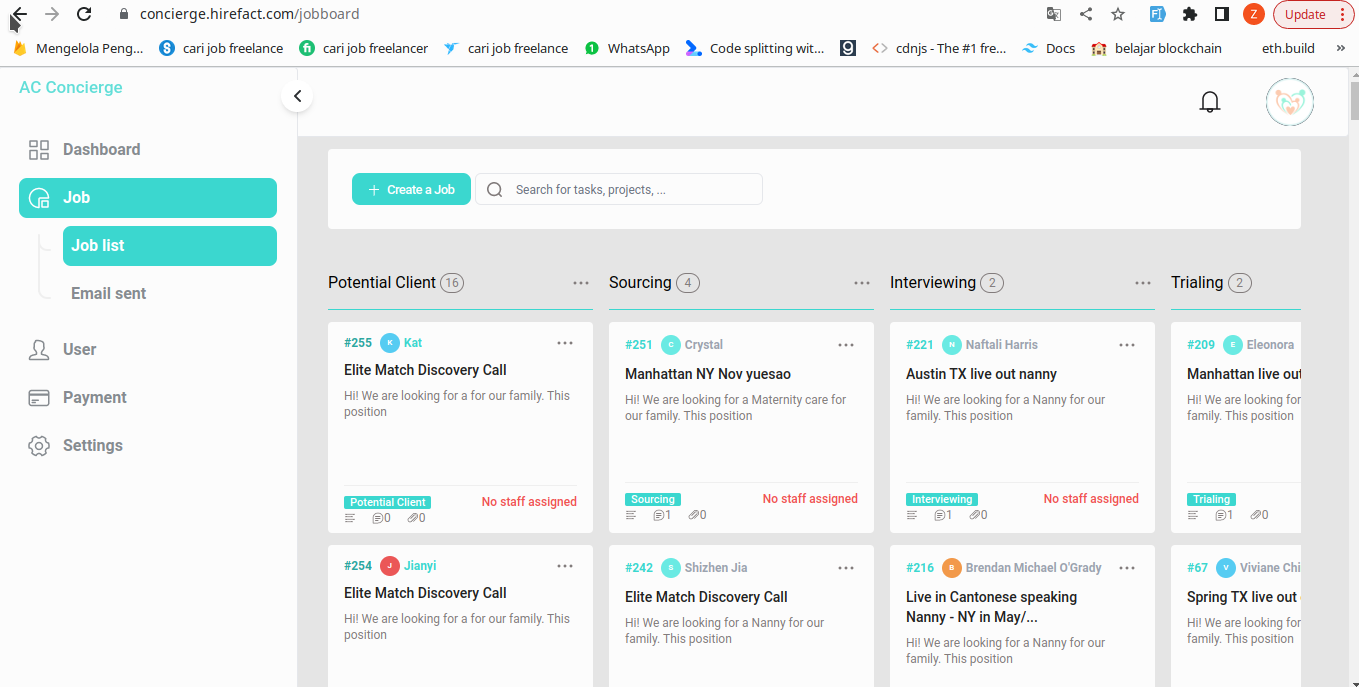 concierge.hirefact.com/jobboard
Z
Update
Mengelola Peng...
cari job freelance
cari job freelancer
cari job freelance
1
WhatsApp
Code splitting wit...
cdnjs - The #1 fre...
Docs
belajar blockchain
eth.build
»
AC Concierge
Dashboard
Job
Job list
Email sent
User
Payment
Settings
+ Create a Job
Search for tasks, projects, ...
Potential Client 16 ...
Sourcing 4 ...
Interviewing 2 ...
Trialing 2
#255 K Kat ...
Elite Match Discovery Call
Hi! We are looking for a for our family. This
position
Potential Client No staff assigned
0 0
#254 J Jianyi ...
Elite Match Discovery Call
Hi! We are looking for a for our family. This
position
#251 C Crystal ...
Manhattan NY Nov yuesao
Hi! We are looking for a Maternity care for
our family. This position
Sourcing No staff assigned
1 0
#242 S Shizhen Jia ...
Elite Match Discovery Call
Hi! We are looking for a Nanny for our
family. This position
#221 N Naftali Harris ...
Austin TX live out nanny
Hi! We are looking for a Nanny for our
family. This position
Interviewing No staff assigned
1 0
#216 B Brendan Michael O'Grady ...
Live in Cantonese speaking
Nanny - NY in May/...
Hi! We are looking for a Nanny for our
family. This position
#209 E Eleonora
Manhattan live out
Hi! We are looking for a
family. This position
Trialing
1 0
#67 V Viviane Chi
Spring TX live out
Hi! We are looking for a
family. This position